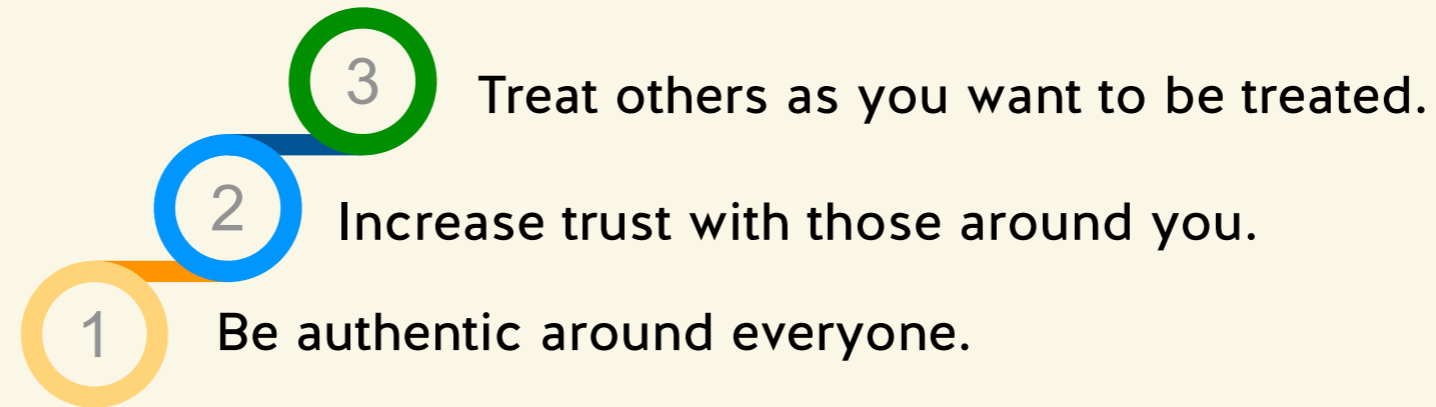 3 Treat others as you want to be treated.
2 Increase trust with those around you.
1 Be authentic around everyone.